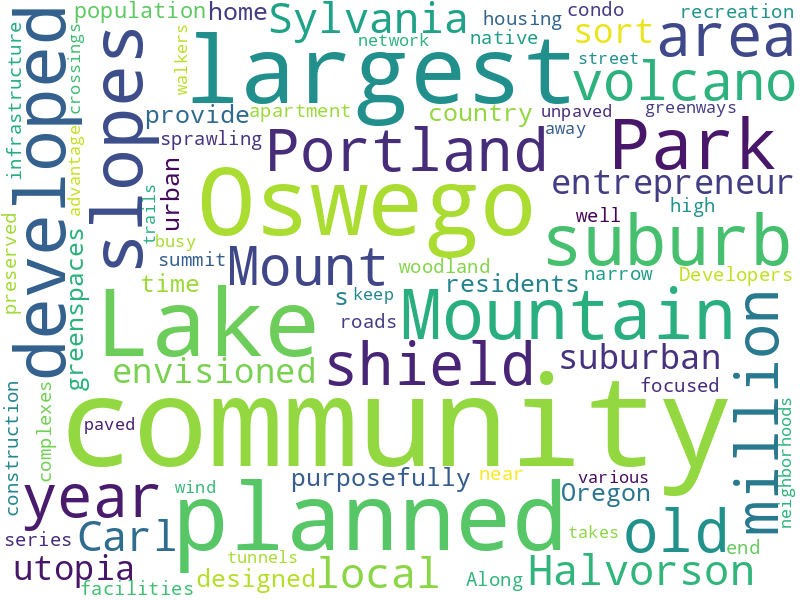 population
home
Sylvania
housing
condo
recreation
native
network
sort
area
street
largest
volcano
developed
slopes
infrastructure
crossings
walkers
provide
apartment
country
unpaved
greenways
sprawling
Portland
away
Park
advantage
urban
Oswego
entrepreneur
trails
well
high
suburb
busy
summit
Mount
woodland
narrow
Developers
preserved
greenspaces
time
s
keep
residents
Lake
roads
Mountain
million
envisioned
shield
suburban
focused
construction
complexes
paved
community
neighborhoods
year
wind
purposefully
near
various
planned
Oregon
old
series
Carl
takes
end
utopia
tunnels
facilities
designed
local
Along
Halvorson